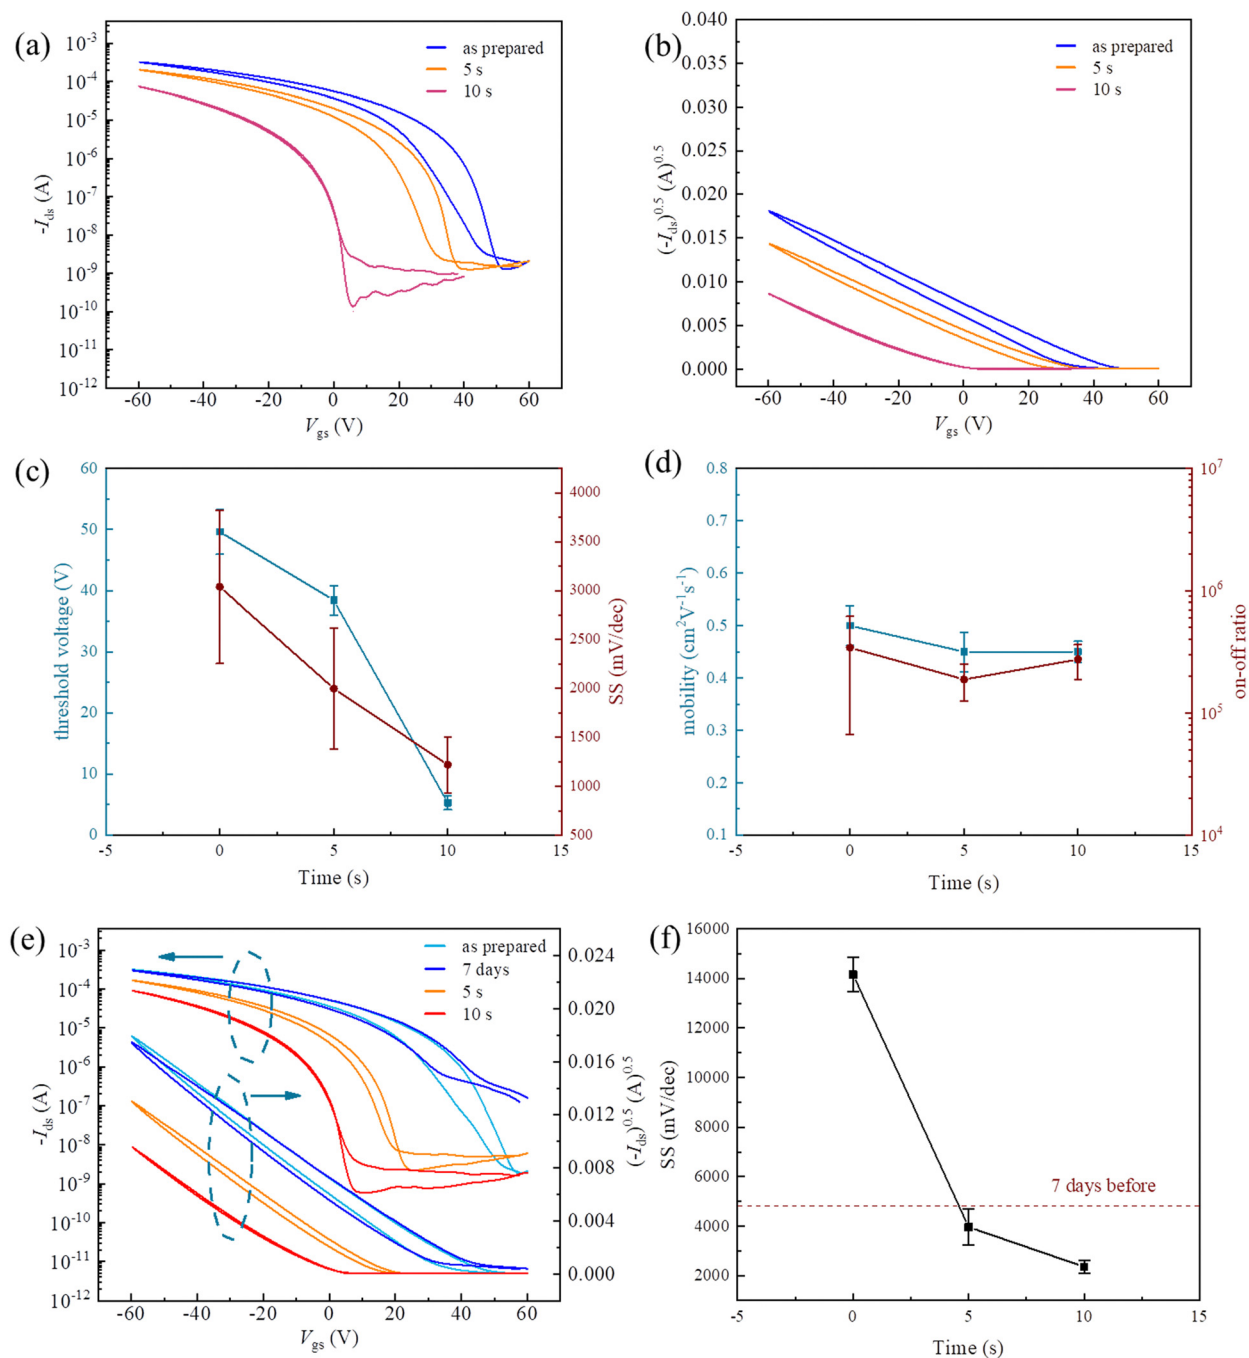 (a)
10⁻³
10⁻⁴
10⁻⁵
10⁻⁶
10⁻⁷
10⁻⁸
10⁻⁹
10⁻¹⁰
10⁻¹¹
10⁻¹²
-I_ds (A)
as prepared
5 s
10 s
-60 -40 -20 0 20 40 60
V_gs (V)
(b)
0.040
0.035
0.030
0.025
0.020
0.015
0.010
0.005
0.000
(-I_ds)^0.5 (A)^0.5
as prepared
5 s
10 s
-60 -40 -20 0 20 40 60
V_gs (V)
(c)
60
50
40
30
20
10
0
threshold voltage (V)
4000
3500
3000
2500
2000
1500
1000
500
SS (mV/dec)
-5 0 5 10 15
Time (s)
(d)
0.8
0.7
0.6
0.5
0.4
0.3
0.2
0.1
mobility (cm²V⁻¹s⁻¹)
10⁷
10⁶
10⁵
10⁴
on-off ratio
-5 0 5 10 15
Time (s)
(e)
10⁻³
10⁻⁴
10⁻⁵
10⁻⁶
10⁻⁷
10⁻⁸
10⁻⁹
10⁻¹⁰
10⁻¹¹
10⁻¹²
-I_ds (A)
as prepared
7 days
5 s
10 s
0.024
0.020
0.016
0.012
0.008
0.004
0.000
(-I_ds)^0.5 (A)^0.5
-60 -40 -20 0 20 40 60
V_gs (V)
(f)
16000
14000
12000
10000
8000
6000
4000
2000
SS (mV/dec)
7 days before
-5 0 5 10 15
Time (s)